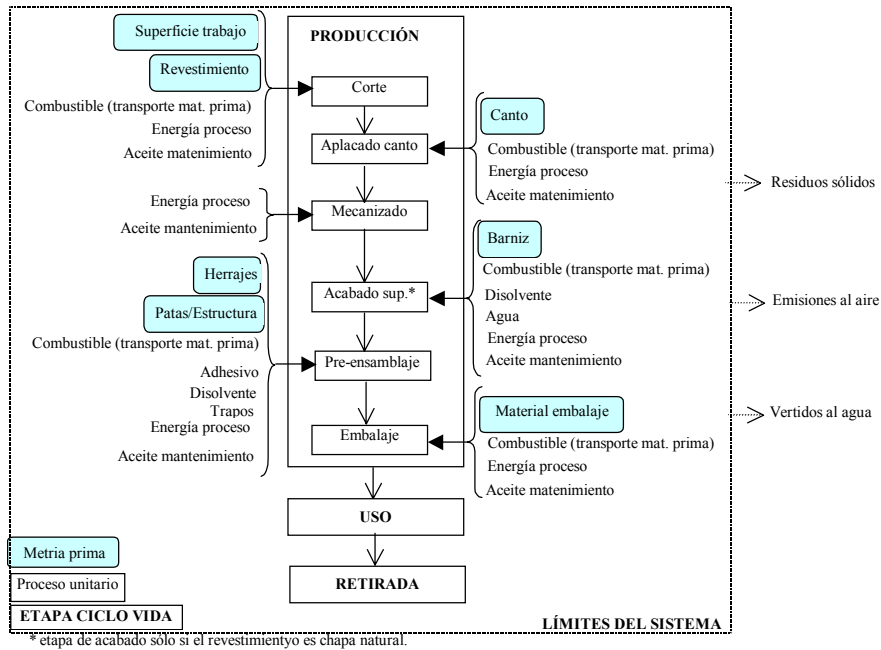 Superficie trabajo
Revestimiento
Combustible (transporte mat. prima)
Energía proceso
Aceite matenimiento
Energía proceso
Aceite mantenimiento
Herrajes
Patas/Estructura
Combustible (transporte mat. prima)
Adhesivo
Disolvente
Trapos
Energía proceso
Aceite mantenimiento
PRODUCCIÓN
Corte
Aplacado canto
Mecanizado
Acabado sup.*
Pre-ensamblaje
Embalaje
USO
RETIRADA
Canto
Combustible (transporte mat. prima)
Energía proceso
Aceite matenimiento
Barniz
Combustible (transporte mat. prima)
Disolvente
Agua
Energía proceso
Aceite mantenimiento
Material embalaje
Combustible (transporte mat. prima)
Energía proceso
Aceite matenimiento
Residuos sólidos
Emisiones al aire
Vertidos al agua
Metria prima
Proceso unitario
ETAPA CICLO VIDA
LÍMITES DEL SISTEMA
* etapa de acabado sólo si el revestimientyo es chapa natural.